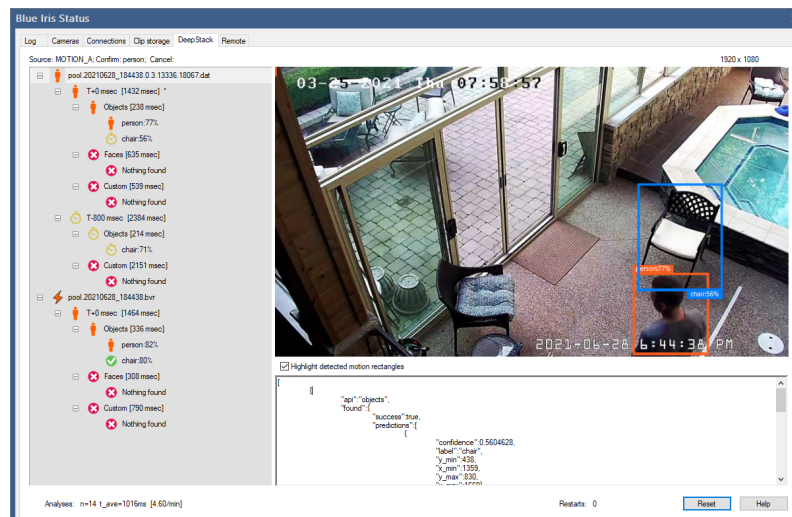 Blue Iris Status
Log Cameras Connections Clip storage DeepStack Remote
Source: MOTION_A; Confirm: person; Cancel:
1920 x 1080
pool.20210628_184438.0.3.13336.18067.dat
T+0 msec [1432 msec] *
Objects [238 msec]
person:77%
chair:56%
Faces [635 msec]
Nothing found
Custom [539 msec]
Nothing found
T-800 msec [2384 msec]
Objects [214 msec]
chair:71%
Custom [2151 msec]
Nothing found
pool.20210628_184438.bvr
T+0 msec [1464 msec]
Objects [336 msec]
person:82%
chair:80%
Faces [308 msec]
Nothing found
Custom [790 msec]
Nothing found
03-25-2021 Thu 07:58:57
person:77%
chair:56%
2021-06-28 6:44:38 PM
Highlight detected motion rectangles
[
{
"api":"objects",
"found":{
"success":true,
"predictions":[
{
"confidence":0.5604628,
"label":"chair",
"y_min":438,
"x_min":1359,
"y_max":830,
Analyses: n=14 t_ave=1016ms [4.60/min]
Restarts: 0
Reset
Help